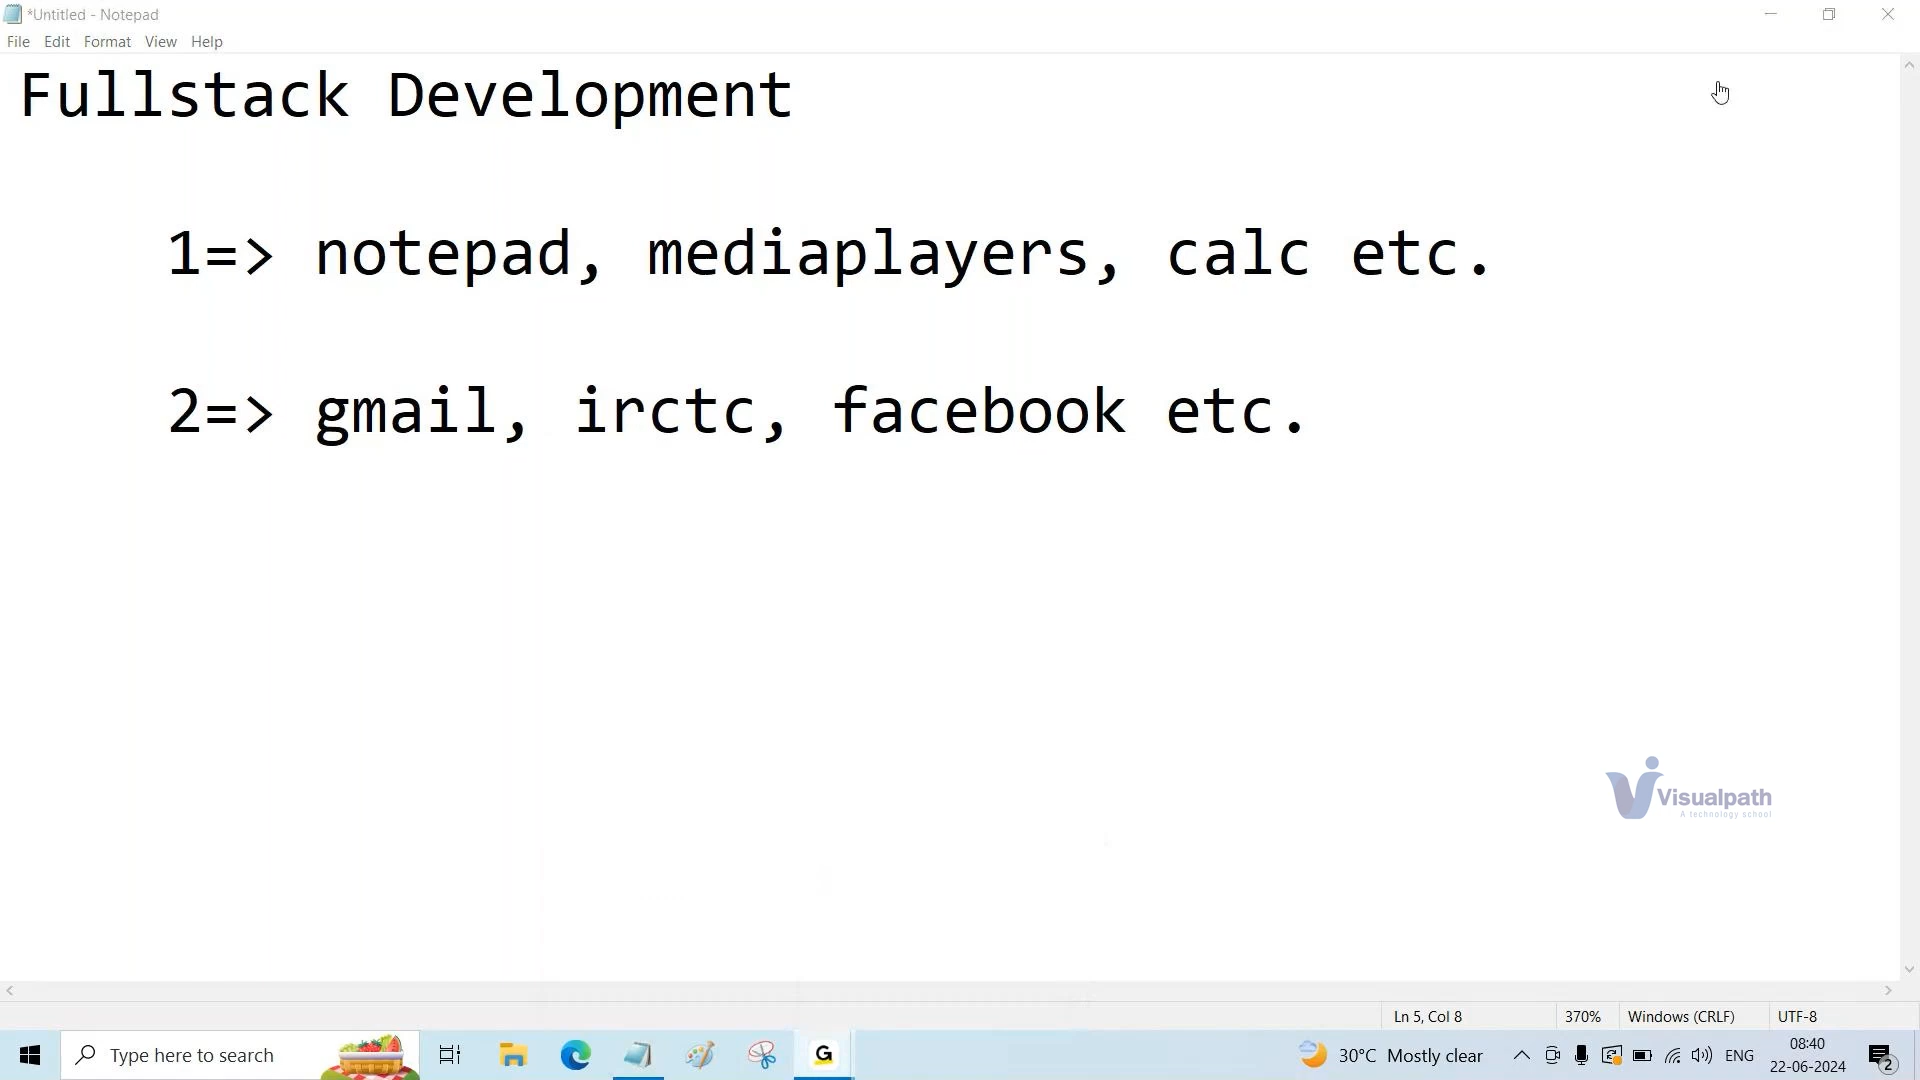 *Untitled - Notepad
File Edit Format View Help
Fullstack Development
1=> notepad, mediaplayers, calc etc.
2=> gmail, irctc, facebook etc.
Visualpath
A technology school
Ln 5, Col 8 370% Windows (CRLF) UTF-8
Type here to search G 30°C Mostly clear ENG 08:40
22-06-2024 2